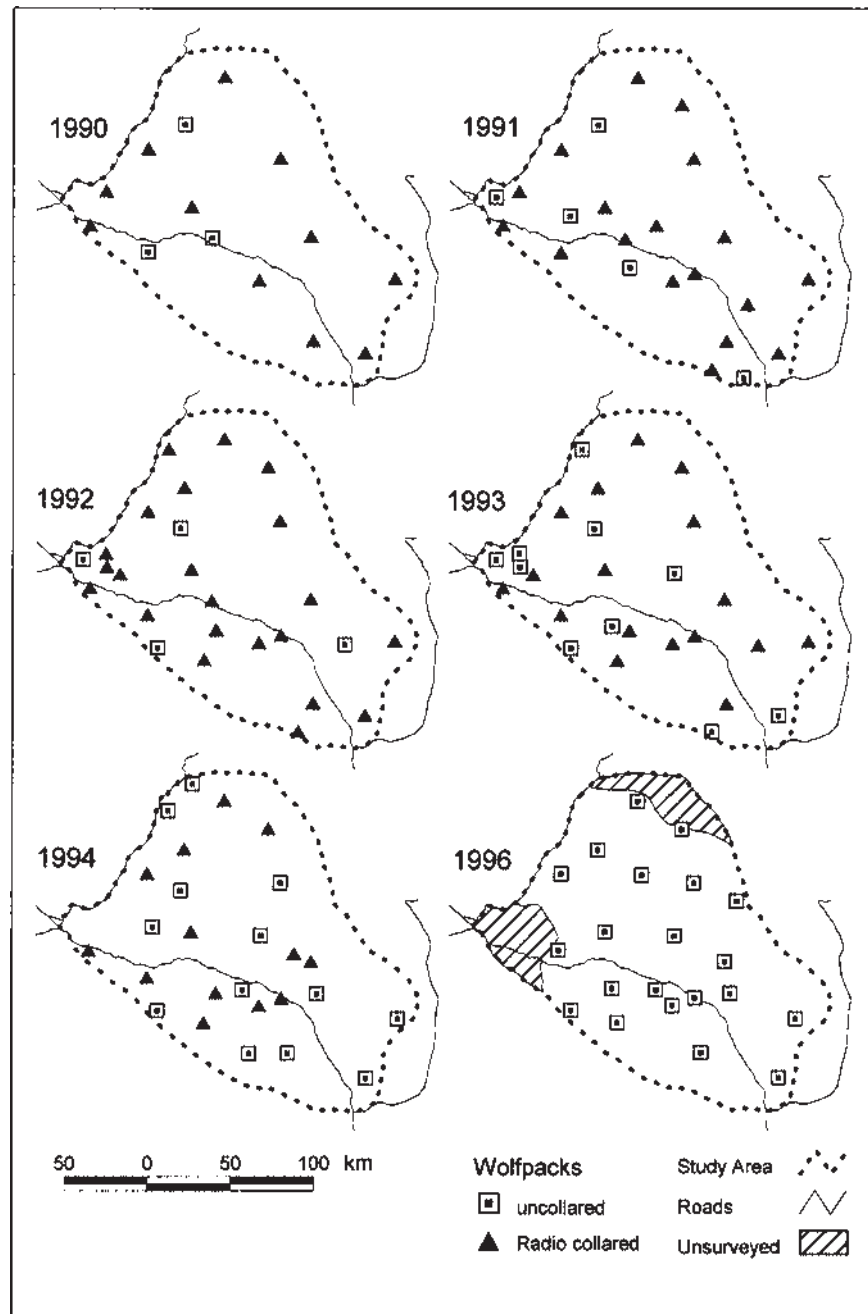 1990
1991
1992
1993
1994
1996
50 0 50 100 km
Wolfpacks
uncollared
Radio collared
Study Area
Roads
Unsurveyed